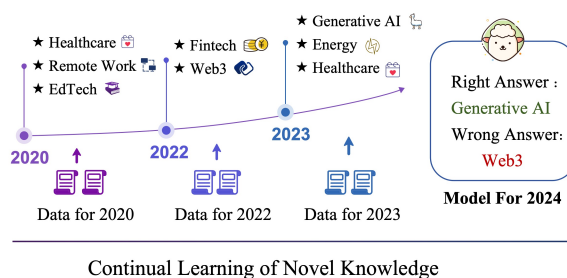 ★ Healthcare
★ Remote Work
★ EdTech
2020
★ Fintech
★ Web3
2022
★ Generative AI
★ Energy
★ Healthcare
2023
Data for 2020
Data for 2022
Data for 2023
Right Answer :
Generative AI
Wrong Answer:
Web3
Model For 2024
Continual Learning of Novel Knowledge